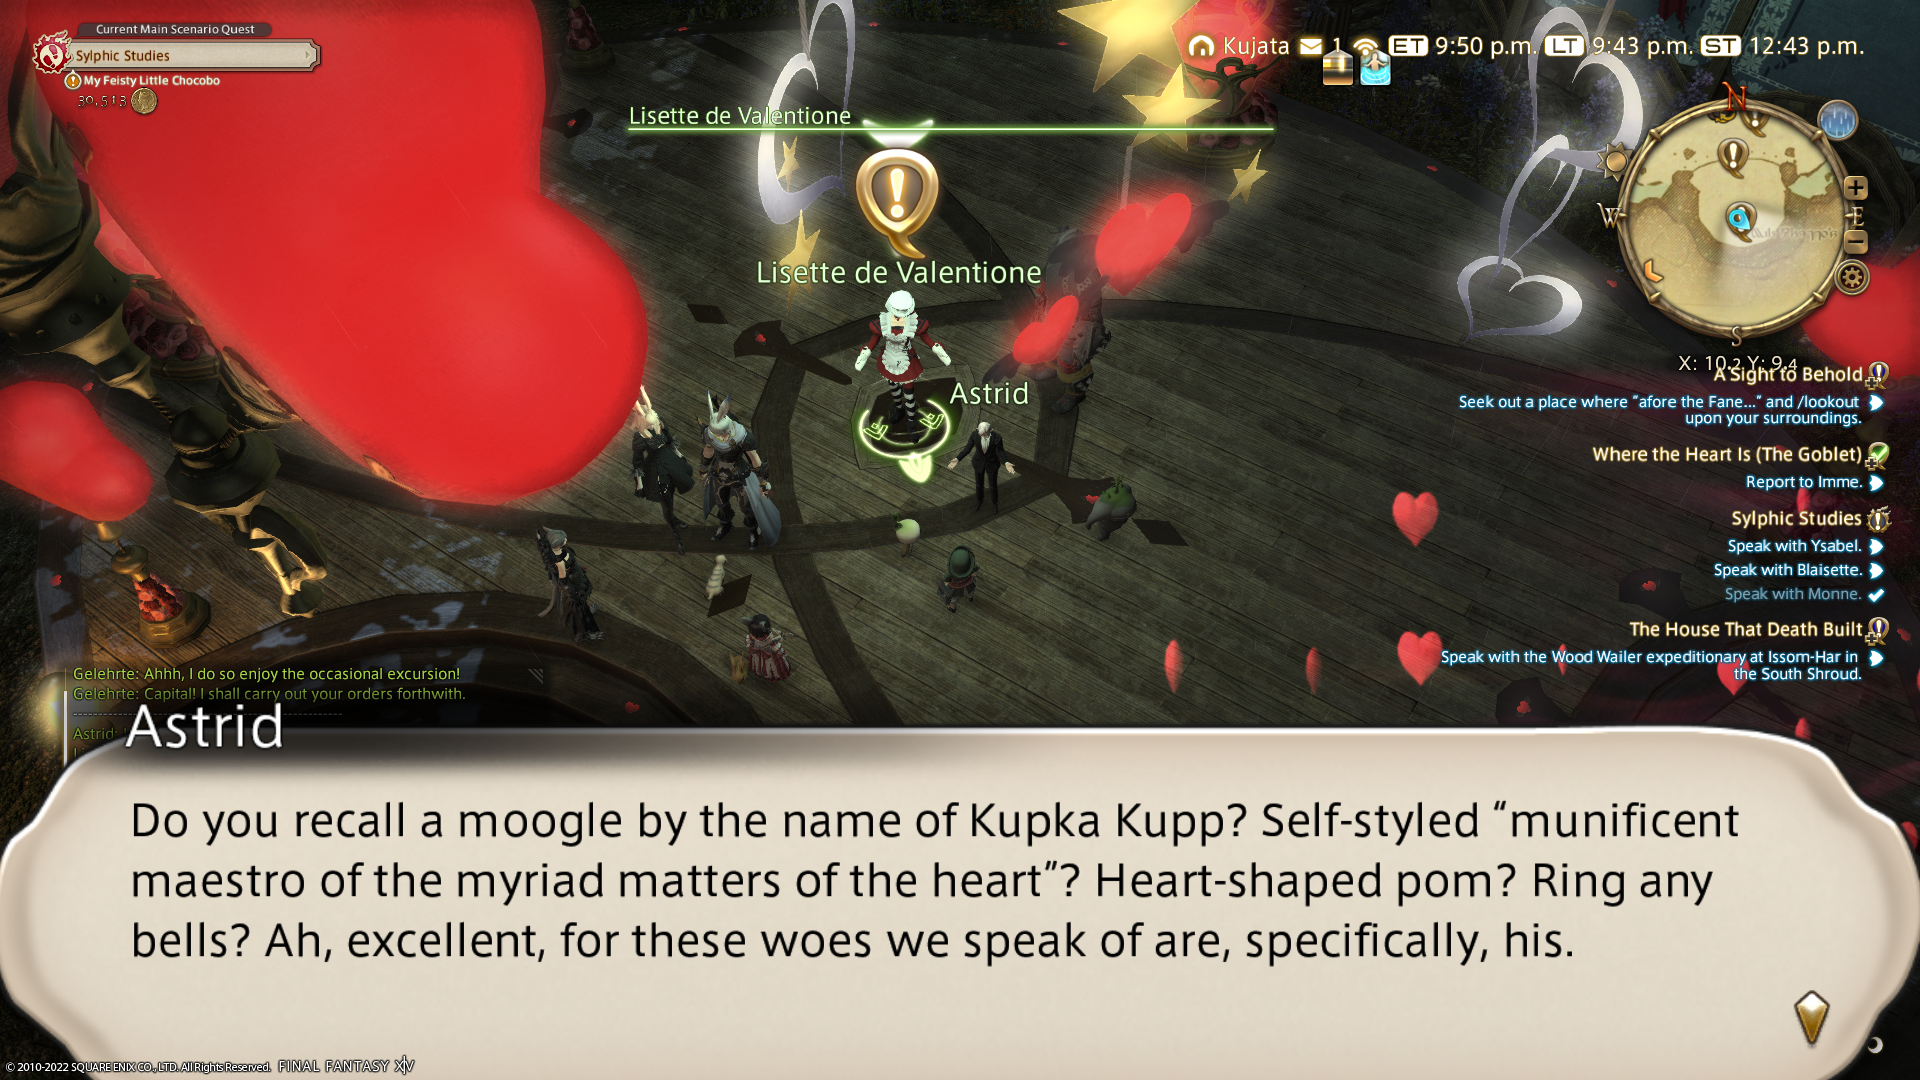 Current Main Scenario Quest
Sylphic Studies
My Feisty Little Chocobo
30,513
Kujata 1 ET 9:50 p.m. LT 9:43 p.m. ST 12:43 p.m.
Lisette de Valentione
Lisette de Valentione
Astrid
N
W
E
S
X: 10.2 Y: 9.4
A Sight to Behold
Seek out a place where "afore the Fane..." and /lookout
upon your surroundings.
Where the Heart Is (The Goblet)
Report to Imme.
Sylphic Studies
Speak with Ysabel.
Speak with Blaisette.
Speak with Monne.
The House That Death Built
Speak with the Wood Wailer expeditionary at Issom-Har in
the South Shroud.
Gelehrte: Ahhh, I do so enjoy the occasional excursion!
Gelehrte: Capital! I shall carry out your orders forthwith.
Astrid:
Astrid
Do you recall a moogle by the name of Kupka Kupp? Self-styled “munificent
maestro of the myriad matters of the heart”? Heart-shaped pom? Ring any
bells? Ah, excellent, for these woes we speak of are, specifically, his.
© 2010-2022 SQUARE ENIX CO., LTD. All Rights Reserved. FINAL FANTASY XIV